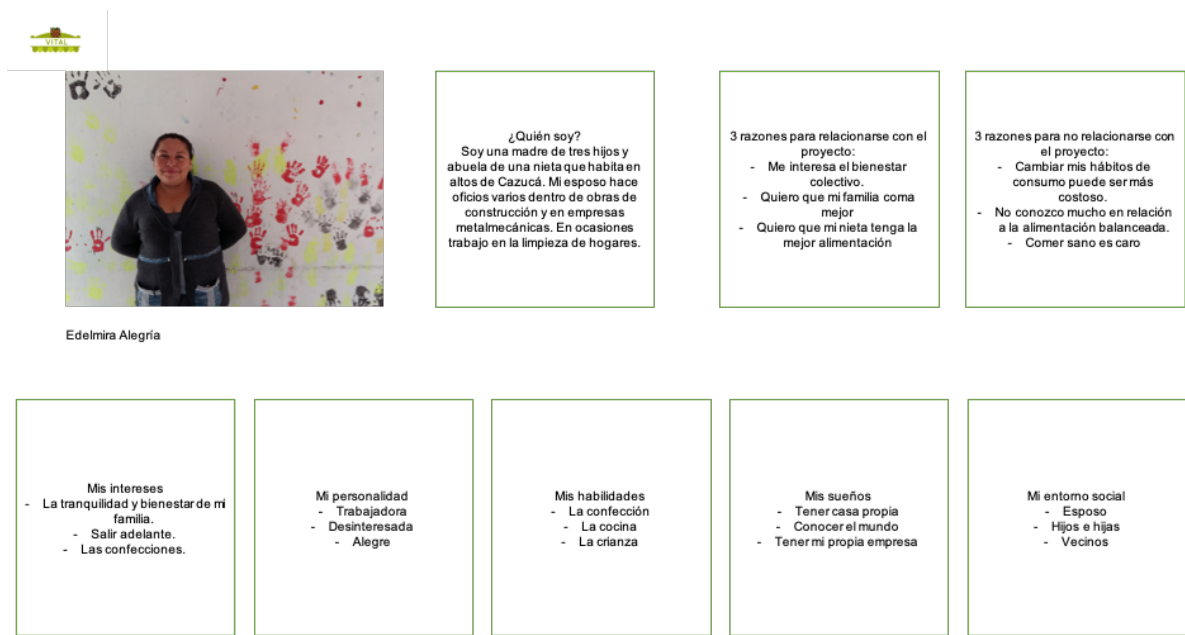 VITAL
¿Quién soy?
Soy una madre de tres hijos y
abuela de una nieta que habita en
altos de Cazucá. Mi esposo hace
oficios varios dentro de obras de
construcción y en empresas
metalmecánicas. En ocasiones
trabajo en la limpieza de hogares.
3 razones para relacionarse con el
proyecto:
- Me interesa el bienestar
colectivo.
- Quiero que mi familia coma
mejor
- Quiero que mi nieta tenga la
mejor alimentación
3 razones para no relacionarse con
el proyecto:
- Cambiar mis hábitos de
consumo puede ser más
costoso.
- No conozco mucho en relación
a la alimentación balanceada.
- Comer sano es caro
Edelmira Alegría
Mis intereses
- La tranquilidad y bienestar de mi
familia.
- Salir adelante.
- Las confecciones.
Mi personalidad
- Trabajadora
- Desinteresada
- Alegre
Mis habilidades
- La confección
- La cocina
- La crianza
Mis sueños
- Tener casa propia
- Conocer el mundo
- Tener mi propia empresa
Mi entorno social
- Esposo
- Hijos e hijas
- Vecinos